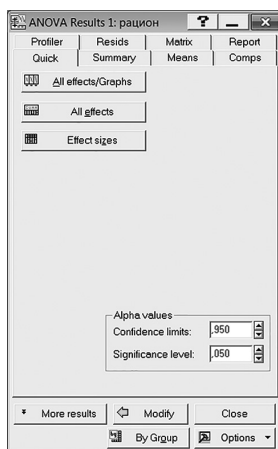 ANOVA Results 1: рацион ? _ X
Profiler Resids Matrix Report
Quick Summary Means Comps
All effects/Graphs
All effects
Effect sizes
Alpha values
Confidence limits: ,950
Significance level: ,050
More results Modify Close
By Group Options